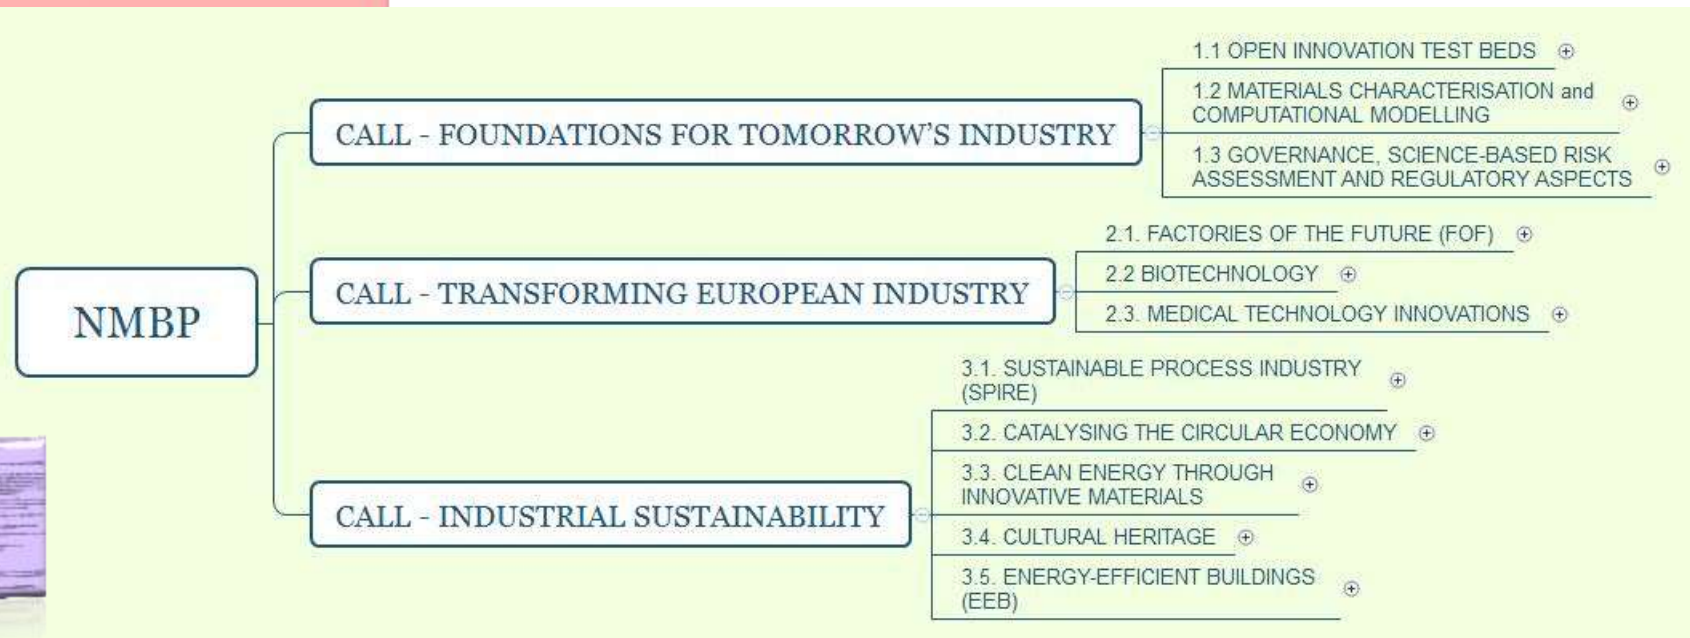 NMBP
CALL - FOUNDATIONS FOR TOMORROW’S INDUSTRY
1.1 OPEN INNOVATION TEST BEDS
1.2 MATERIALS CHARACTERISATION and
COMPUTATIONAL MODELLING
1.3 GOVERNANCE, SCIENCE-BASED RISK
ASSESSMENT AND REGULATORY ASPECTS
CALL - TRANSFORMING EUROPEAN INDUSTRY
2.1. FACTORIES OF THE FUTURE (FOF)
2.2 BIOTECHNOLOGY
2.3. MEDICAL TECHNOLOGY INNOVATIONS
CALL - INDUSTRIAL SUSTAINABILITY
3.1. SUSTAINABLE PROCESS INDUSTRY
(SPIRE)
3.2. CATALYSING THE CIRCULAR ECONOMY
3.3. CLEAN ENERGY THROUGH
INNOVATIVE MATERIALS
3.4. CULTURAL HERITAGE
3.5. ENERGY-EFFICIENT BUILDINGS
(EEB)